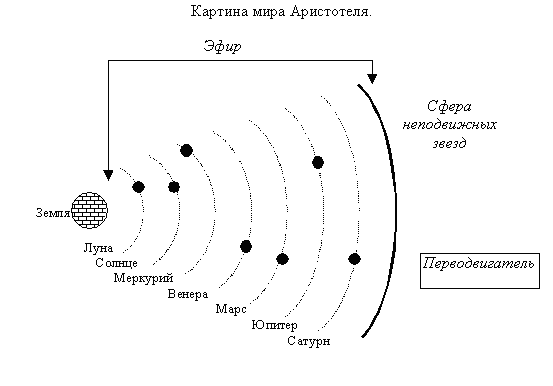 Картина мира Аристотеля.
Эфир
Сфера
неподвижных
звезд
Земля
Луна
Солнце
Меркурий
Венера
Марс
Юпитер
Сатурн
Перводвигатель